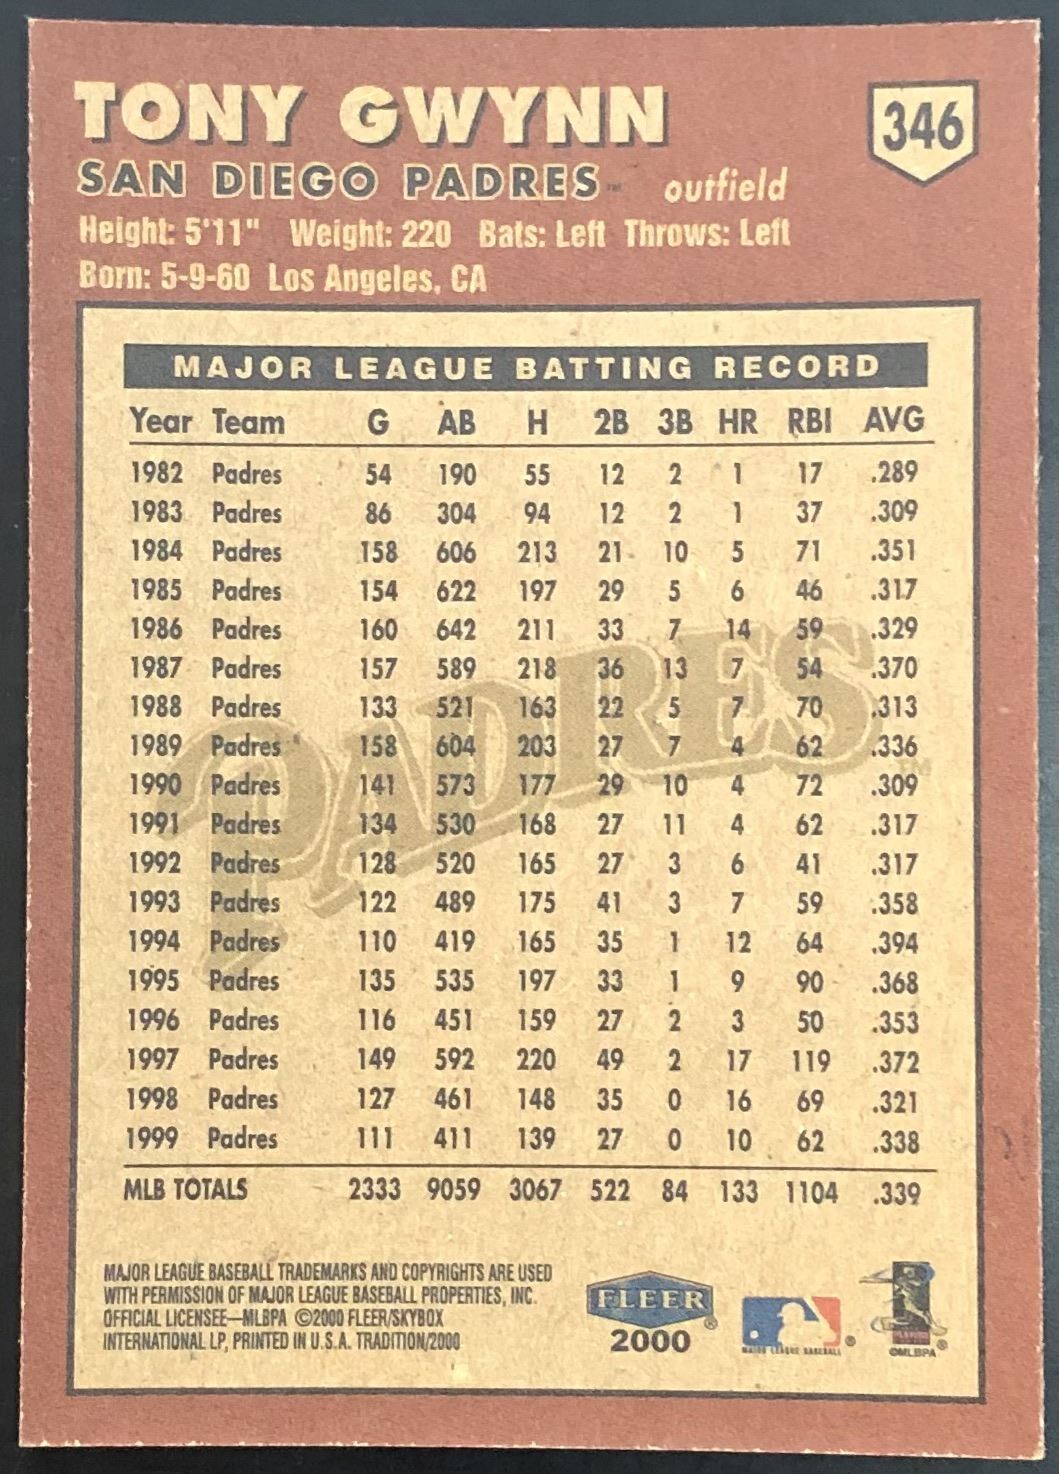 TONY GWYNN
346
SAN DIEGO PADRES™ outfield
Height: 5'11" Weight: 220 Bats: Left Throws: Left
Born: 5-9-60 Los Angeles, CA
MAJOR LEAGUE BATTING RECORD
Year Team G AB H 2B 3B HR RBI AVG
1982 Padres 54 190 55 12 2 1 17 .289
1983 Padres 86 304 94 12 2 1 37 .309
1984 Padres 158 606 213 21 10 5 71 .351
1985 Padres 154 622 197 29 5 6 46 .317
1986 Padres 160 642 211 33 7 14 59 .329
1987 Padres 157 589 218 36 13 7 54 .370
1988 Padres 133 521 163 22 5 7 70 .313
1989 Padres 158 604 203 27 7 4 62 .336
1990 Padres 141 573 177 29 10 4 72 .309
1991 Padres 134 530 168 27 11 4 62 .317
1992 Padres 128 520 165 27 3 6 41 .317
1993 Padres 122 489 175 41 3 7 59 .358
1994 Padres 110 419 165 35 1 12 64 .394
1995 Padres 135 535 197 33 1 9 90 .368
1996 Padres 116 451 159 27 2 3 50 .353
1997 Padres 149 592 220 49 2 17 119 .372
1998 Padres 127 461 148 35 0 16 69 .321
1999 Padres 111 411 139 27 0 10 62 .338
MLB TOTALS 2333 9059 3067 522 84 133 1104 .339
PADRES™
MAJOR LEAGUE BASEBALL TRADEMARKS AND COPYRIGHTS ARE USED
WITH PERMISSION OF MAJOR LEAGUE BASEBALL PROPERTIES, INC.
OFFICIAL LICENSEE—MLBPA ©2000 FLEER/SKYBOX
INTERNATIONAL LP, PRINTED IN U.S.A. TRADITION/2000
FLEER®
2000
MAJOR LEAGUE BASEBALL®
PLAYERS
©MLBPA®